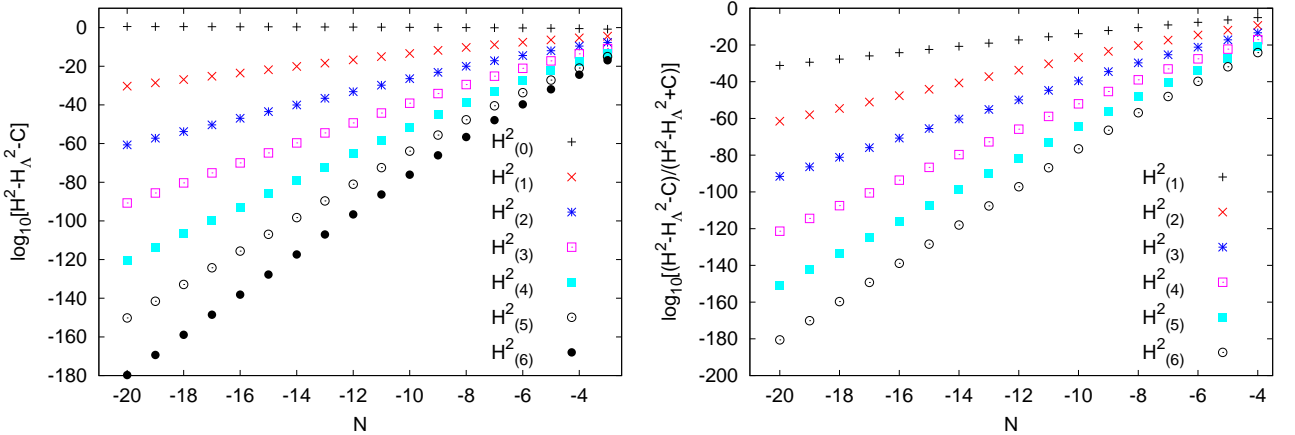 log₁₀[H²-H_Λ²-C]
0
-20
-40
-60
-80
-100
-120
-140
-160
-180
-20 -18 -16 -14 -12 -10 -8 -6 -4
N
H²₍₀₎
H²₍₁₎
H²₍₂₎
H²₍₃₎
H²₍₄₎
H²₍₅₎
H²₍₆₎
log₁₀[(H²-H_Λ²-C)/(H²-H_Λ²+C)]
0
-20
-40
-60
-80
-100
-120
-140
-160
-180
-200
-20 -18 -16 -14 -12 -10 -8 -6 -4
N
H²₍₁₎
H²₍₂₎
H²₍₃₎
H²₍₄₎
H²₍₅₎
H²₍₆₎